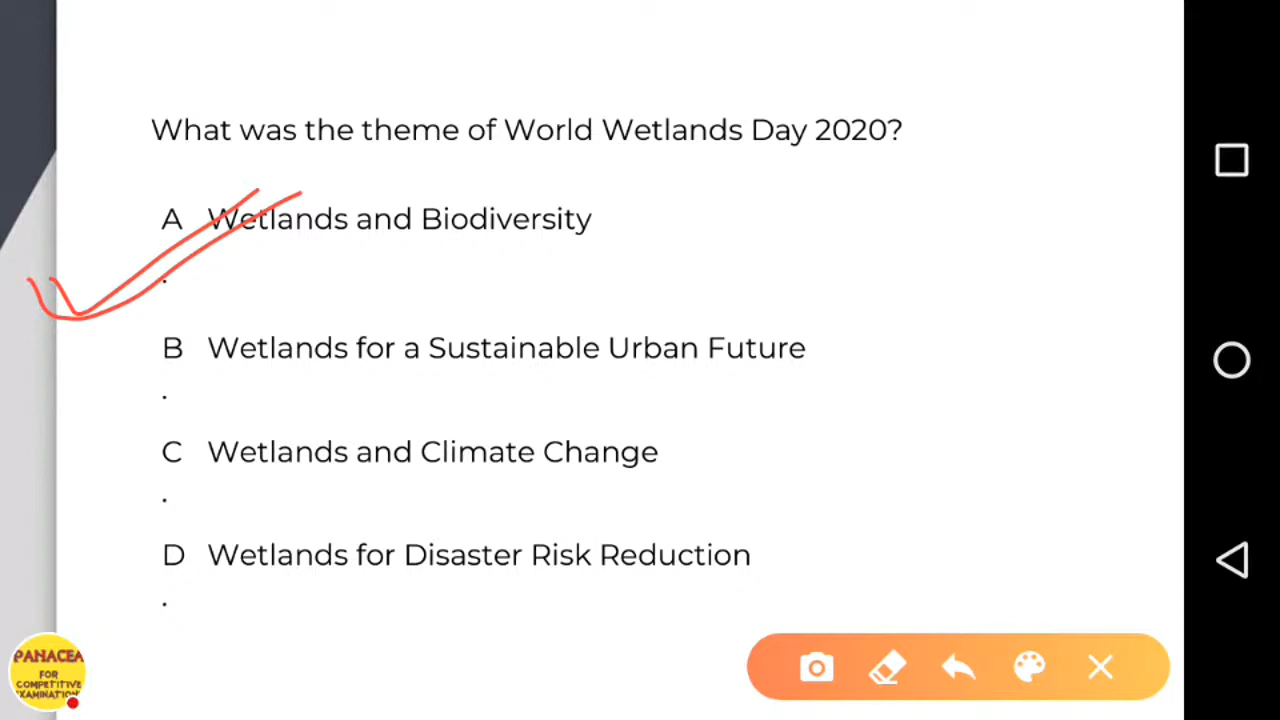 What was the theme of World Wetlands Day 2020?
A Wetlands and Biodiversity
.
B Wetlands for a Sustainable Urban Future
.
C Wetlands and Climate Change
.
D Wetlands for Disaster Risk Reduction
.
PANACEA
FOR
COMPETITIVE
EXAMINATION